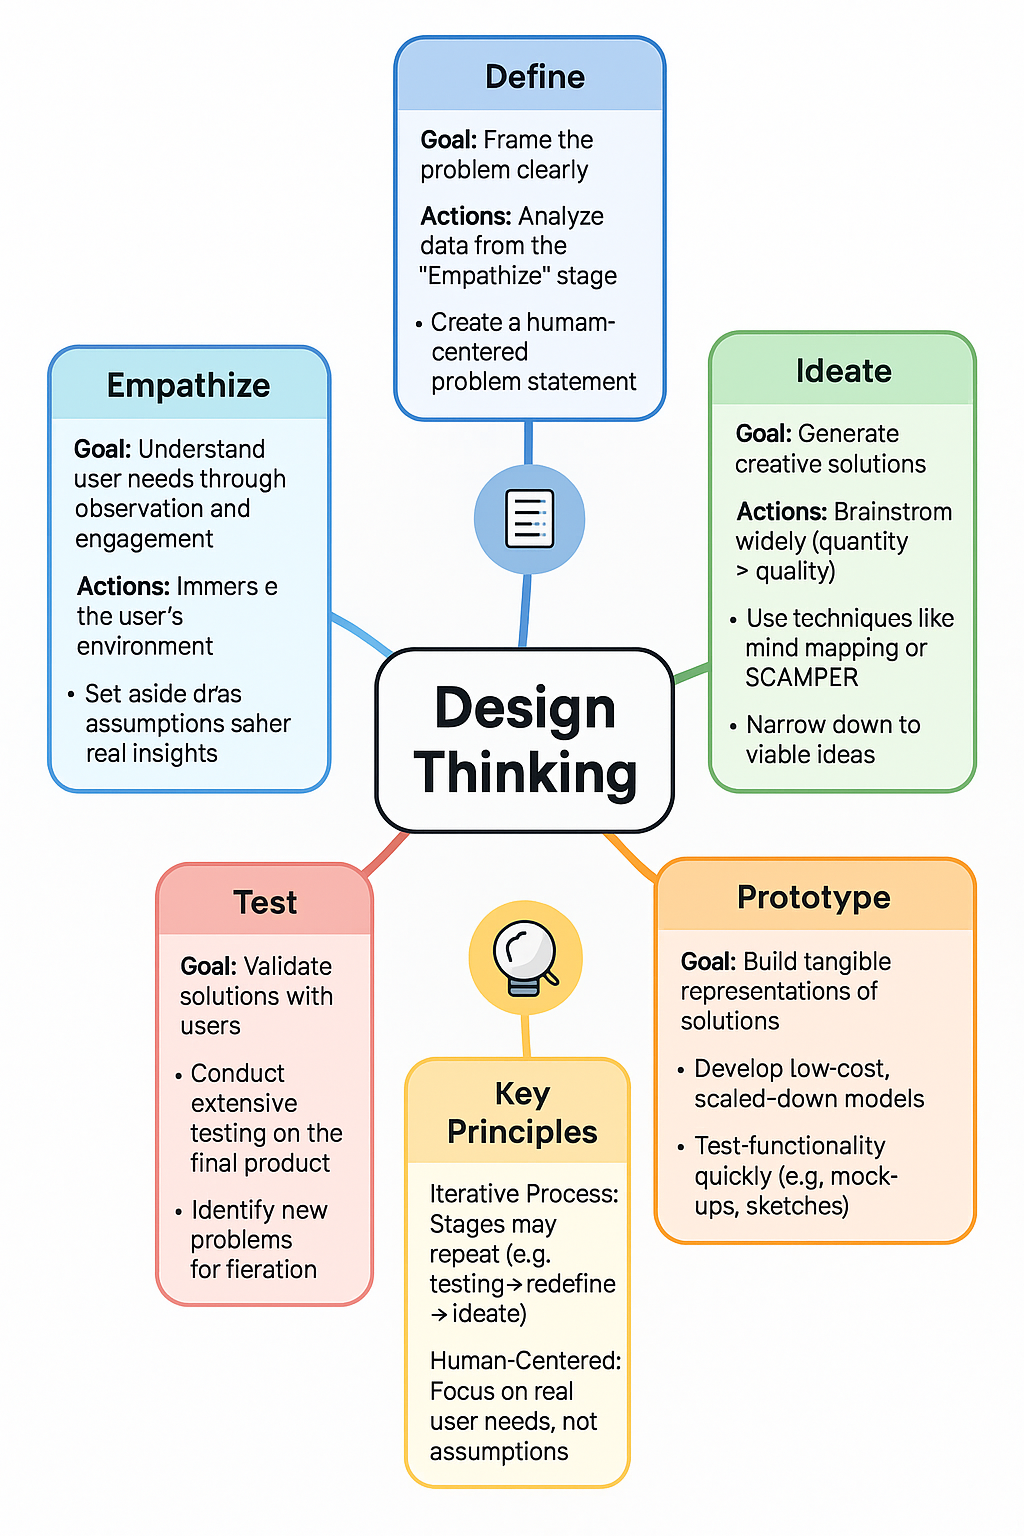 Define
Goal: Frame the
problem clearly
Actions: Analyze
data from the
"Empathize" stage
• Create a humam-
centered
problem statement
Empathize
Goal: Understand
user needs through
observation and
engagement
Actions: Immers e
the user's
environment
• Set aside dr'as
assumptions saher
real insights
Ideate
Goal: Generate
creative solutions
Actions: Brainstrom
widely (quantity
> quality)
• Use techniques like
mind mapping or
SCAMPER
• Narrow down to
viable ideas
Design
Thinking
Test
Goal: Validate
solutions with
users
• Conduct
extensive
testing on the
final product
• Identify new
problems
for fieration
Prototype
Goal: Build tangible
representations of
solutions
• Develop low-cost,
scaled-down models
• Test-functionality
quickly (e.g, mock-
ups, sketches)
Key
Principles
Iterative Process:
Stages may
repeat (e.g.
testing→redefine
→ ideate)
Human-Centered:
Focus on real
user needs, not
assumptions